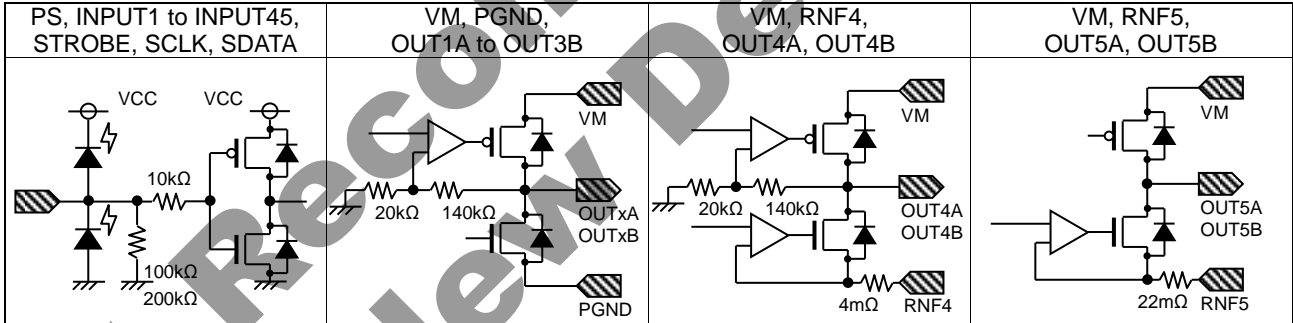 PS, INPUT1 to INPUT45,
STROBE, SCLK, SDATA
VM, PGND,
OUT1A to OUT3B
VM, RNF4,
OUT4A, OUT4B
VM, RNF5,
OUT5A, OUT5B
VCC
VCC
10kΩ
100kΩ
200kΩ
VM
20kΩ
140kΩ
OUTxA
OUTxB
PGND
VM
20kΩ
140kΩ
OUT4A
OUT4B
4mΩ
RNF4
VM
OUT5A
OUT5B
22mΩ
RNF5